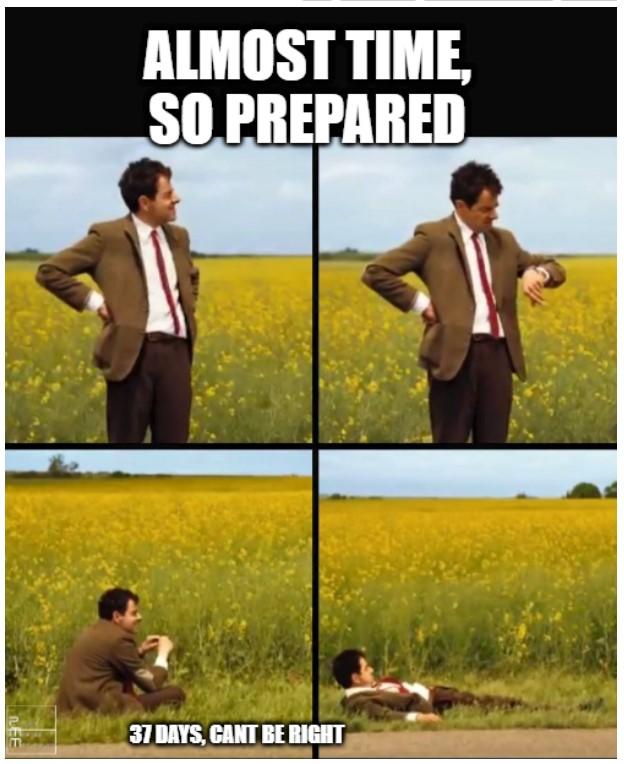 ALMOST TIME,
SO PREPARED
37 DAYS, CANT BE RIGHT